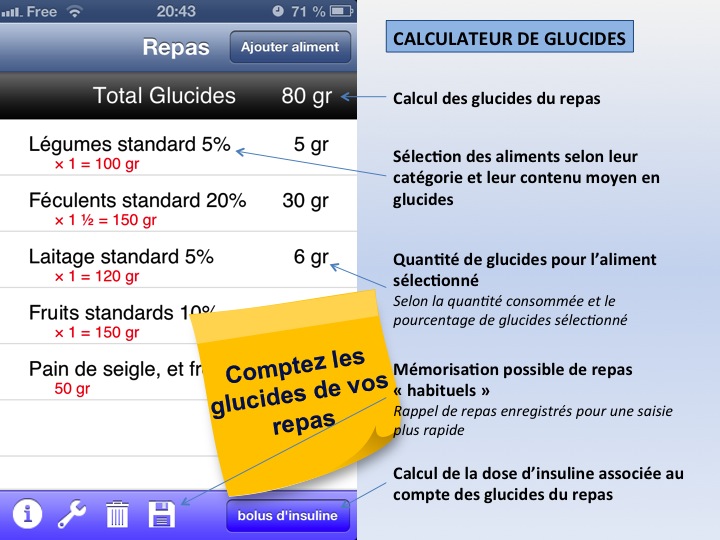 Free 20:43 71 %
Repas
Ajouter aliment
Total Glucides 80 gr
Légumes standard 5% 5 gr
× 1 = 100 gr
Féculents standard 20% 30 gr
× 1 ½ = 150 gr
Laitage standard 5% 6 gr
× 1 = 120 gr
Fruits standards 10%
× 1 = 150 gr
Pain de seigle, et fr
50 gr
Comptez les
glucides de vos
repas
bolus d'insuline
CALCULATEUR DE GLUCIDES
Calcul des glucides du repas
Sélection des aliments selon leur
catégorie et leur contenu moyen en
glucides
Quantité de glucides pour l'aliment
sélectionné
Selon la quantité consommée et le
pourcentage de glucides sélectionné
Mémorisation possible de repas
« habituels »
Rappel de repas enregistrés pour une saisie
plus rapide
Calcul de la dose d'insuline associée au
compte des glucides du repas